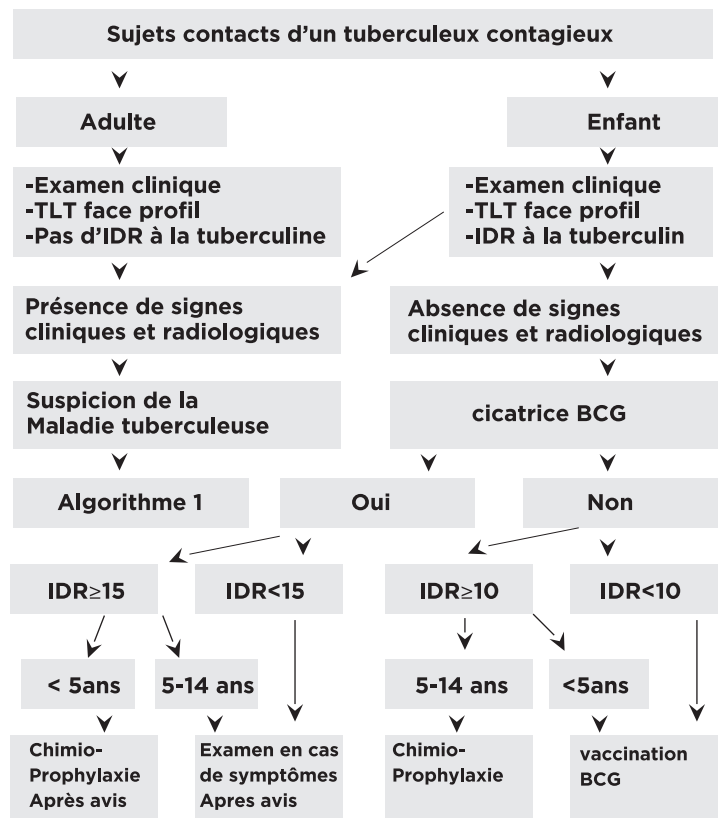 Sujets contacts d'un tuberculeux contagieux
Adulte
Enfant
-Examen clinique
-TLT face profil
-Pas d'IDR à la tuberculine
-Examen clinique
-TLT face profil
-IDR à la tuberculin
Présence de signes
cliniques et radiologiques
Absence de signes
cliniques et radiologiques
Suspicion de la
Maladie tuberculeuse
cicatrice BCG
Algorithme 1
Oui
Non
IDR≥15
IDR<15
IDR≥10
IDR<10
< 5ans
5-14 ans
5-14 ans
<5ans
Chimio-
Prophylaxie
Après avis
Examen en cas
de symptômes
Apres avis
Chimio-
Prophylaxie
vaccination
BCG